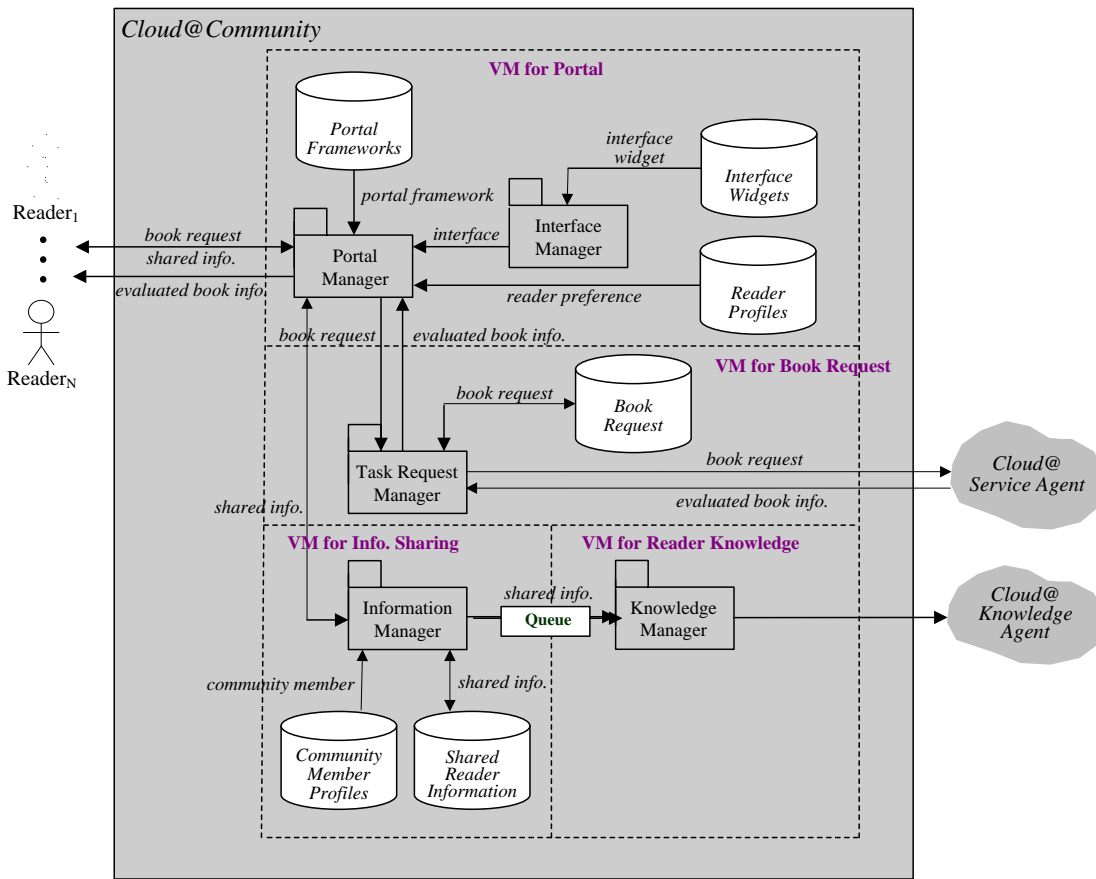 Cloud@Community
VM for Portal
Portal
Frameworks
interface
widget
Interface
Widgets
portal framework
Reader1
book request
shared info.
evaluated book info.
ReaderN
Portal
Manager
interface
Interface
Manager
reader preference
Reader
Profiles
book request
evaluated book info.
VM for Book Request
book request
Book
Request
Task Request
Manager
book request
evaluated book info.
Cloud@
Service Agent
shared info.
VM for Info. Sharing
VM for Reader Knowledge
Information
Manager
shared info.
Queue
Knowledge
Manager
Cloud@
Knowledge
Agent
community member
shared info.
Community
Member
Profiles
Shared
Reader
Information